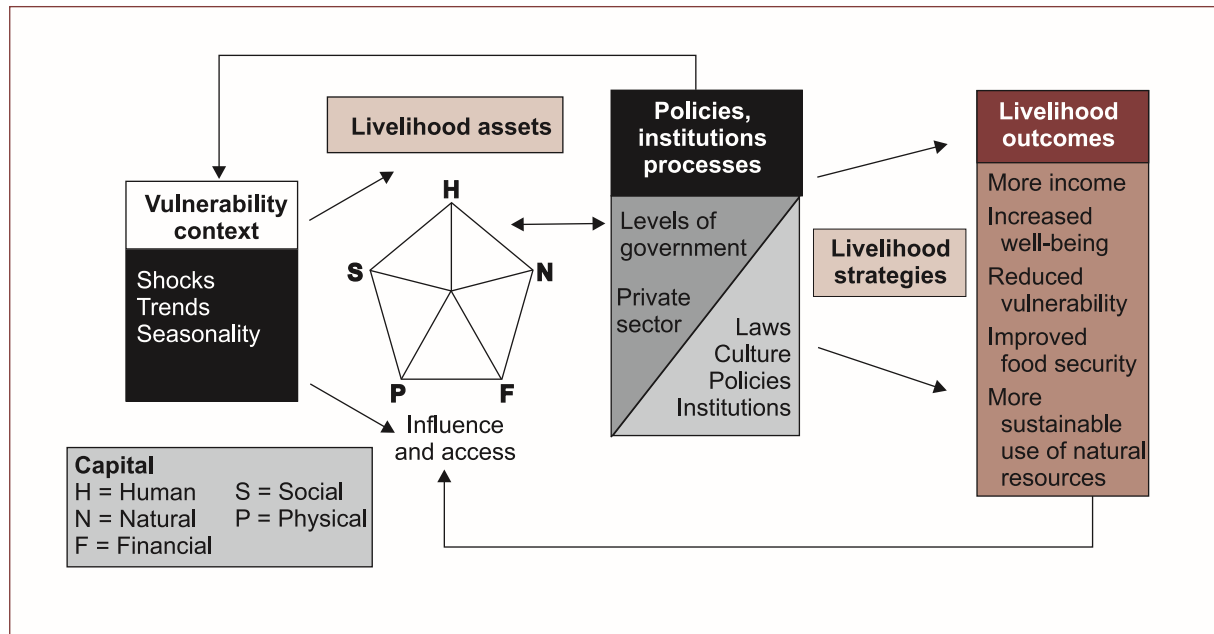 Livelihood assets
Policies,
institutions
processes
Livelihood
outcomes
Vulnerability
context
Shocks
Trends
Seasonality
H
S
N
P
F
Influence
and access
Levels of
government
Private
sector
Laws
Culture
Policies
Institutions
Livelihood
strategies
More income
Increased
well-being
Reduced
vulnerability
Improved
food security
More
sustainable
use of natural
resources
Capital
H = Human
S = Social
N = Natural
P = Physical
F = Financial